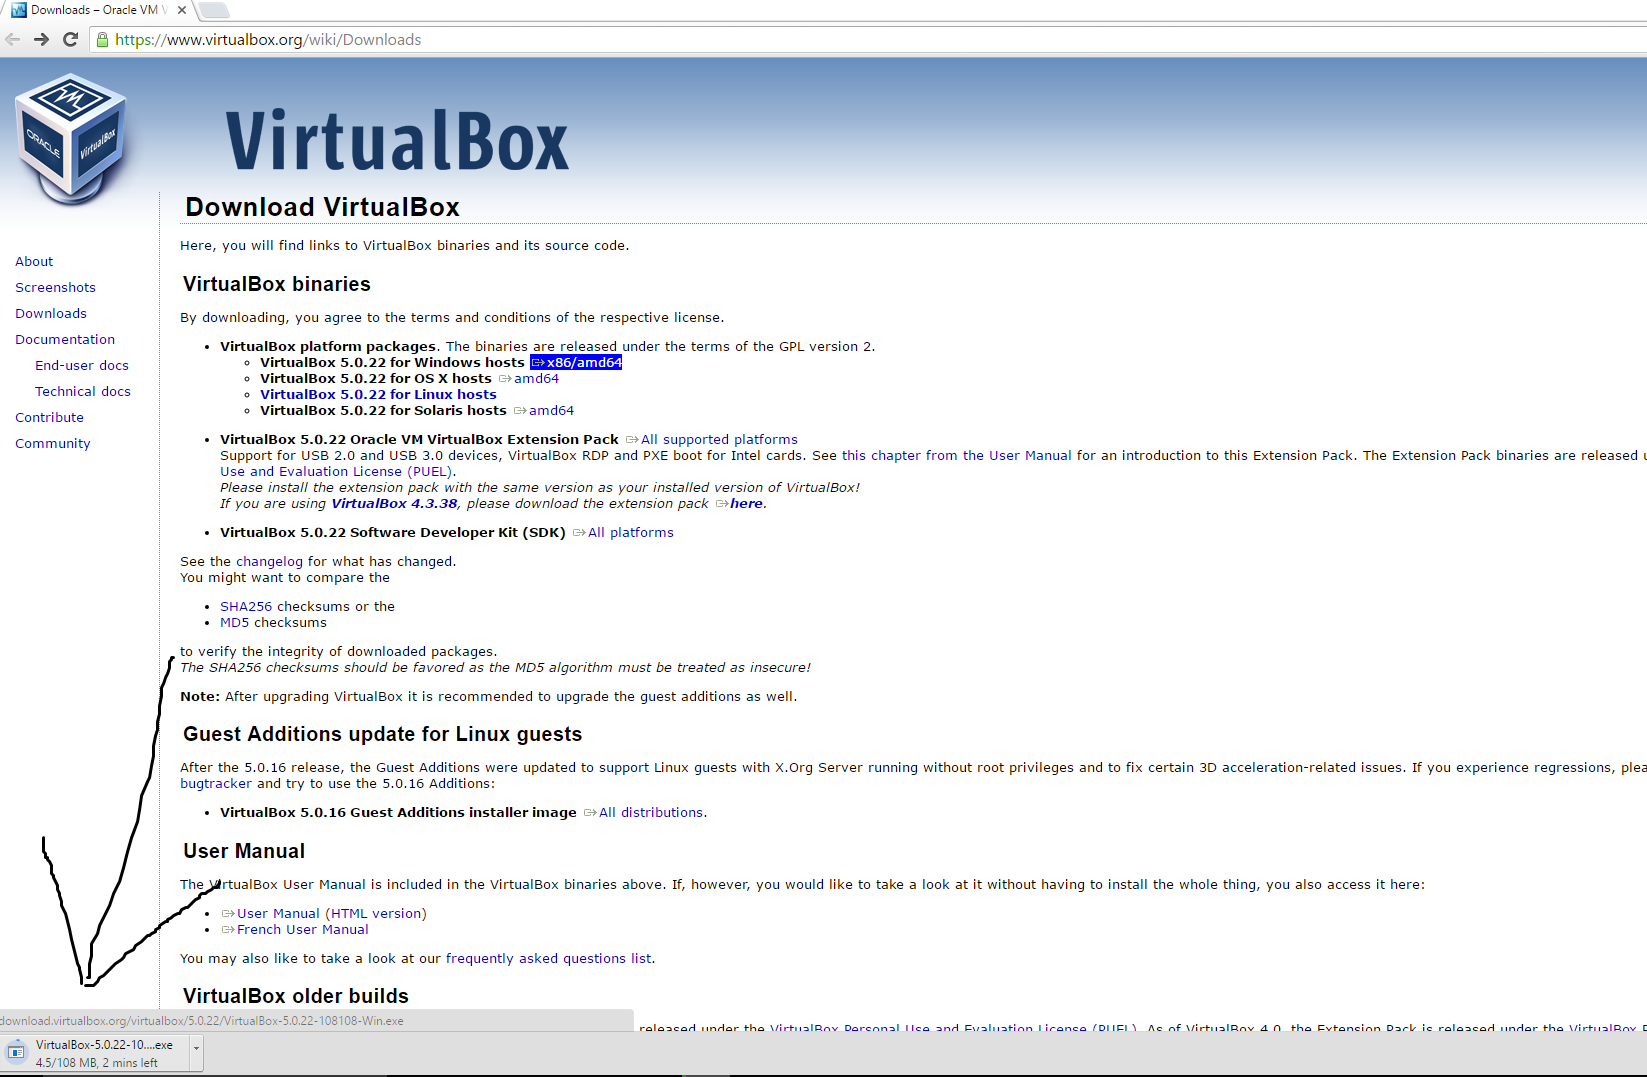 Downloads – Oracle VM V
https://www.virtualbox.org/wiki/Downloads
ORACLE
VirtualBox
VirtualBox
Download VirtualBox
Here, you will find links to VirtualBox binaries and its source code.
About
Screenshots
Downloads
Documentation
End-user docs
Technical docs
Contribute
Community
VirtualBox binaries
By downloading, you agree to the terms and conditions of the respective license.
VirtualBox platform packages. The binaries are released under the terms of the GPL version 2.
VirtualBox 5.0.22 for Windows hosts x86/amd64
VirtualBox 5.0.22 for OS X hosts amd64
VirtualBox 5.0.22 for Linux hosts
VirtualBox 5.0.22 for Solaris hosts amd64
VirtualBox 5.0.22 Oracle VM VirtualBox Extension Pack All supported platforms
Support for USB 2.0 and USB 3.0 devices, VirtualBox RDP and PXE boot for Intel cards. See this chapter from the User Manual for an introduction to this Extension Pack. The Extension Pack binaries are released
Use and Evaluation License (PUEL).
Please install the extension pack with the same version as your installed version of VirtualBox!
If you are using VirtualBox 4.3.38, please download the extension pack here.
VirtualBox 5.0.22 Software Developer Kit (SDK) All platforms
See the changelog for what has changed.
You might want to compare the
SHA256 checksums or the
MD5 checksums
to verify the integrity of downloaded packages.
The SHA256 checksums should be favored as the MD5 algorithm must be treated as insecure!
Note: After upgrading VirtualBox it is recommended to upgrade the guest additions as well.
Guest Additions update for Linux guests
After the 5.0.16 release, the Guest Additions were updated to support Linux guests with X.Org Server running without root privileges and to fix certain 3D acceleration-related issues. If you experience regressions, plea
bugtracker and try to use the 5.0.16 Additions:
VirtualBox 5.0.16 Guest Additions installer image All distributions.
User Manual
The VirtualBox User Manual is included in the VirtualBox binaries above. If, however, you would like to take a look at it without having to install the whole thing, you also access it here:
User Manual (HTML version)
French User Manual
You may also like to take a look at our frequently asked questions list.
VirtualBox older builds
released under the VirtualBox Personal Use and Evaluation License (PUEL). As of VirtualBox 4.0, the Extension Pack is released under the VirtualBox P
download.virtualbox.org/virtualbox/5.0.22/VirtualBox-5.0.22-108108-Win.exe
VirtualBox-5.0.22-10....exe
4.5/108 MB, 2 mins left